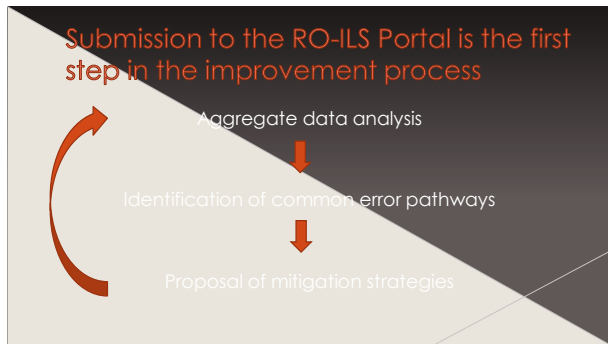 Submission to the RO-ILS Portal is the first
step in the improvement process
Aggregate data analysis
Identification of common error pathways
Proposal of mitigation strategies